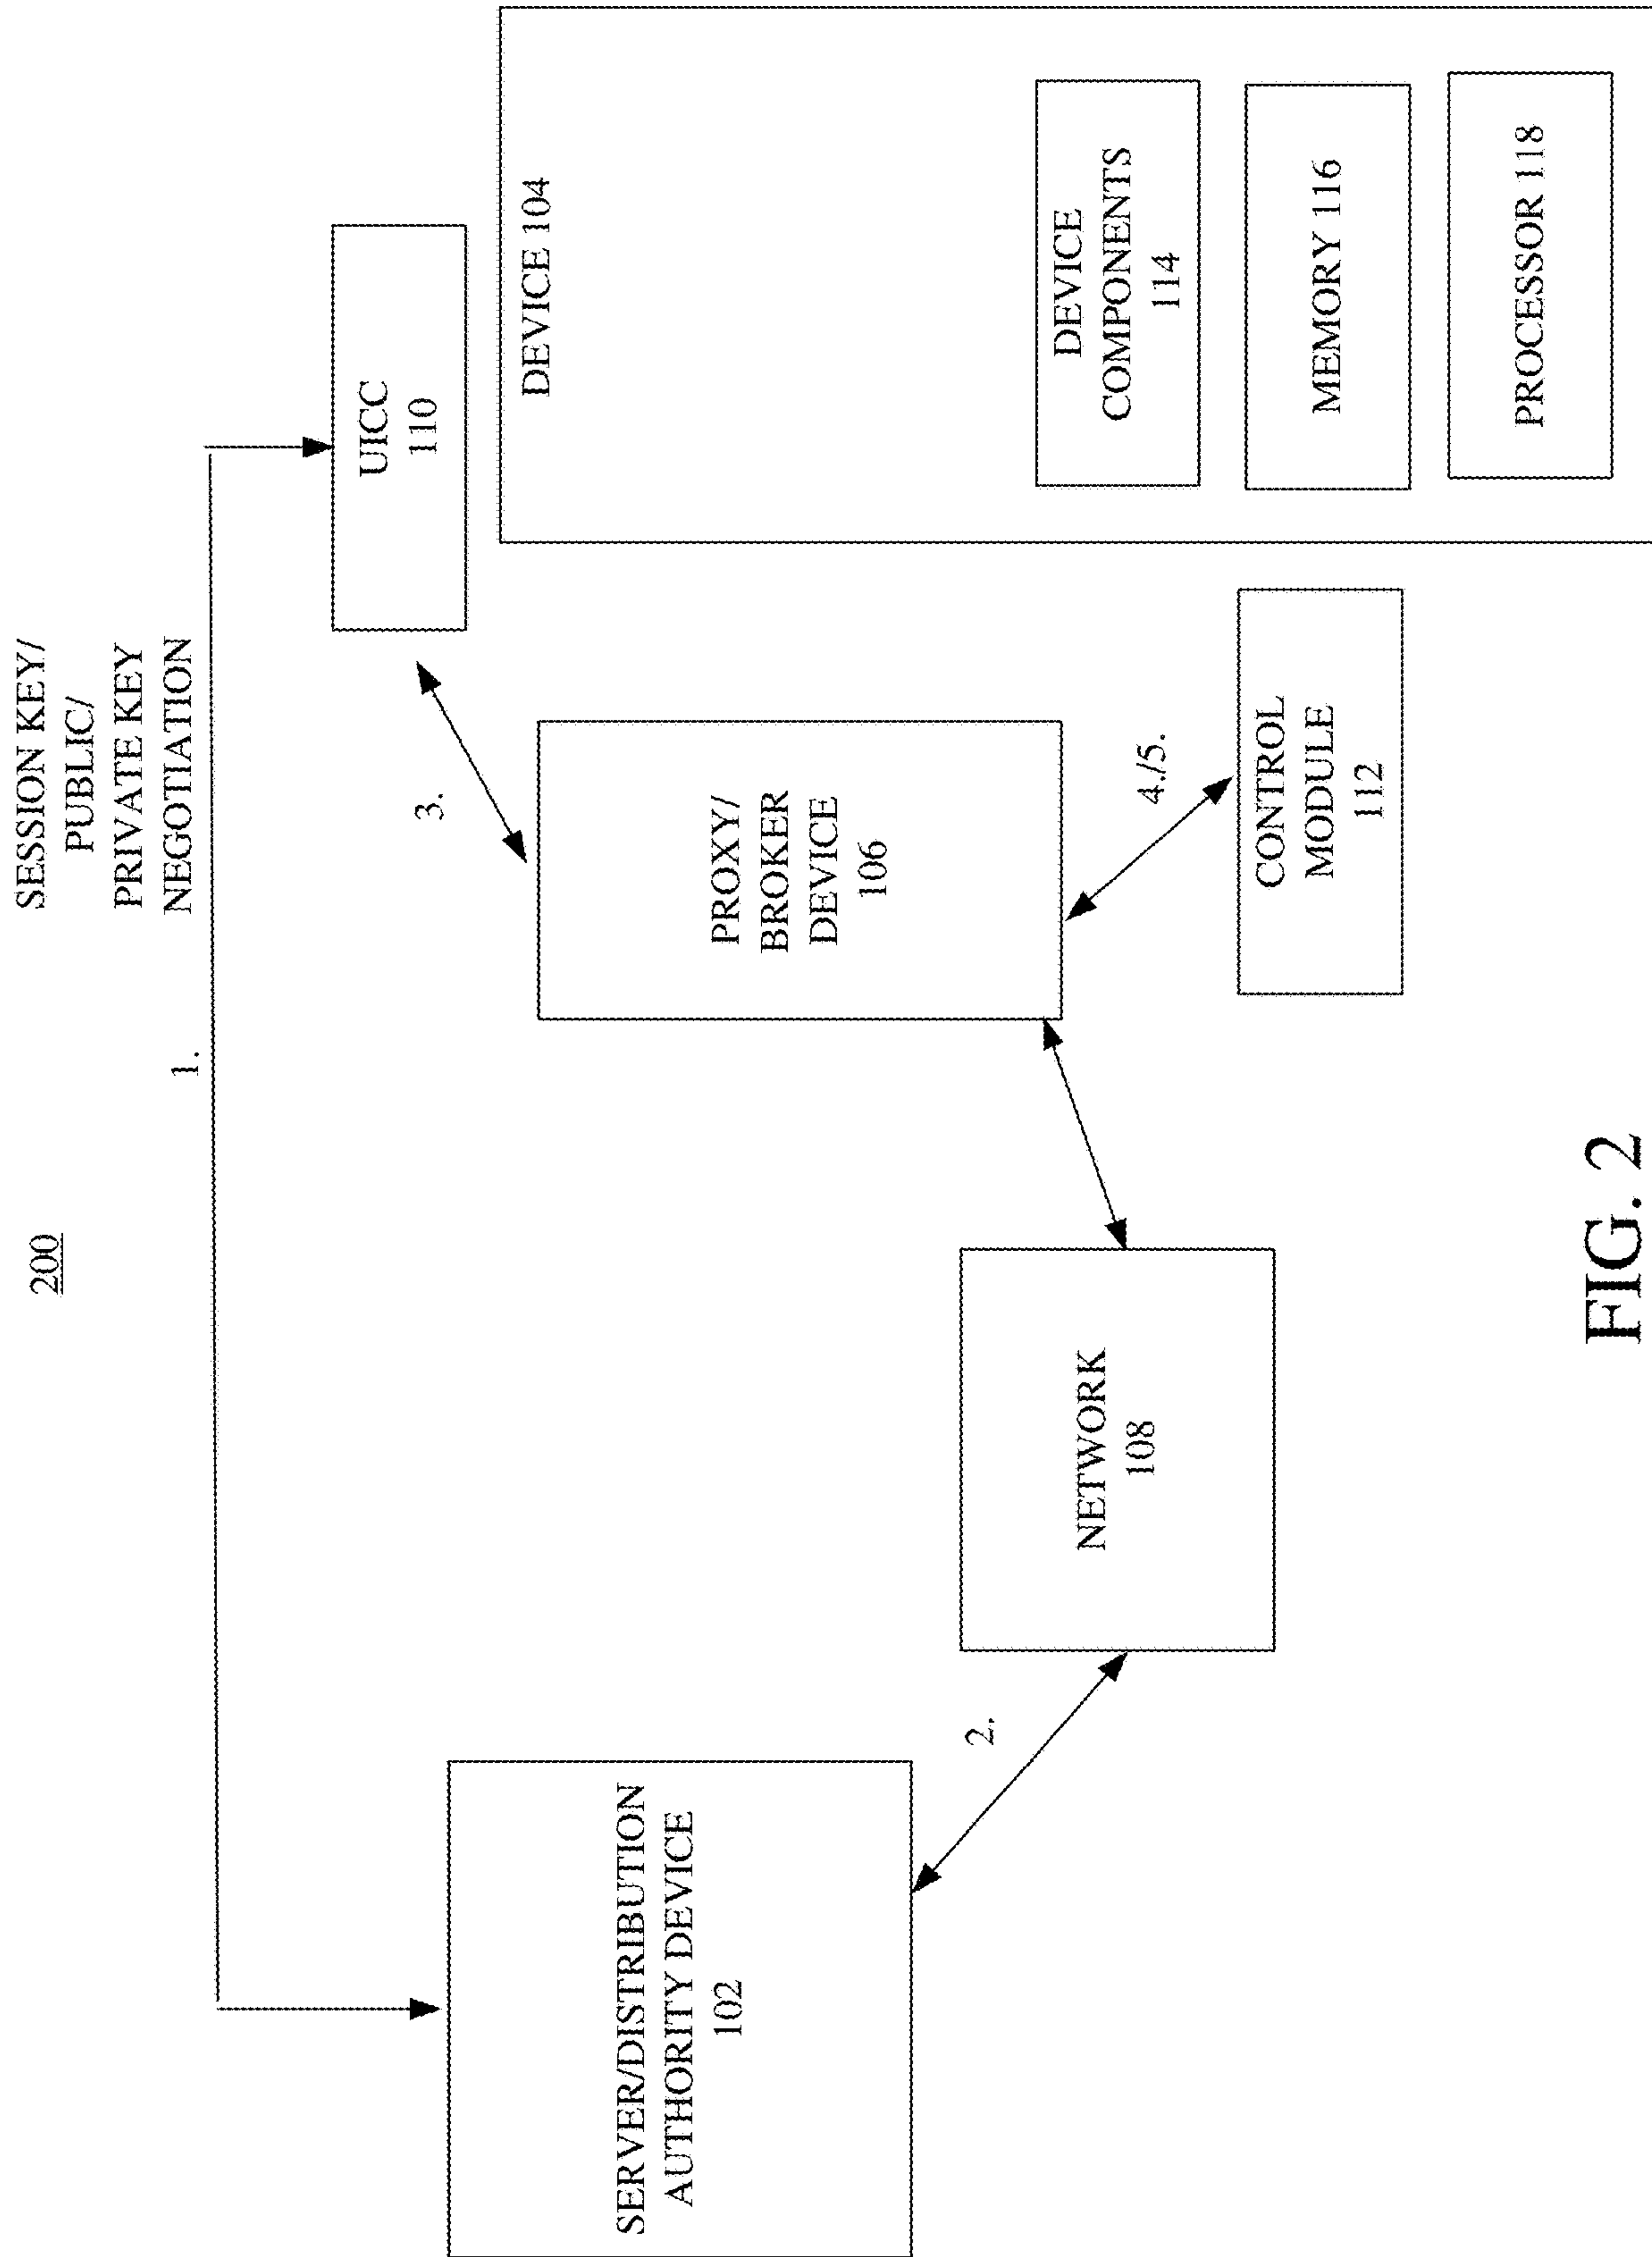 200
SESSION KEY/
PUBLIC/
PRIVATE KEY
NEGOTIATION
1.
UICC
110
3.
SERVER/DISTRIBUTION
AUTHORITY DEVICE
102
2.
NETWORK
108
PROXY/
BROKER
DEVICE
106
4./5.
CONTROL
MODULE
112
DEVICE 104
DEVICE
COMPONENTS
114
MEMORY 116
PROCESSOR 118
FIG. 2